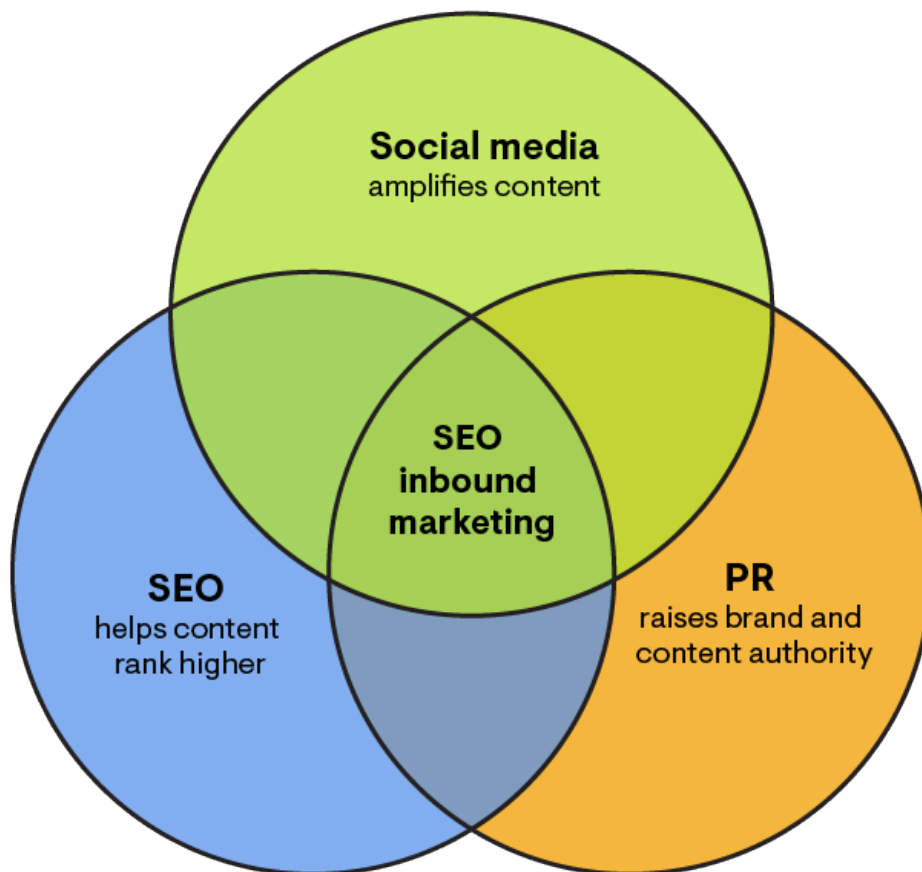 Social media
amplifies content
SEO
inbound
marketing
SEO
helps content
rank higher
PR
raises brand and
content authority